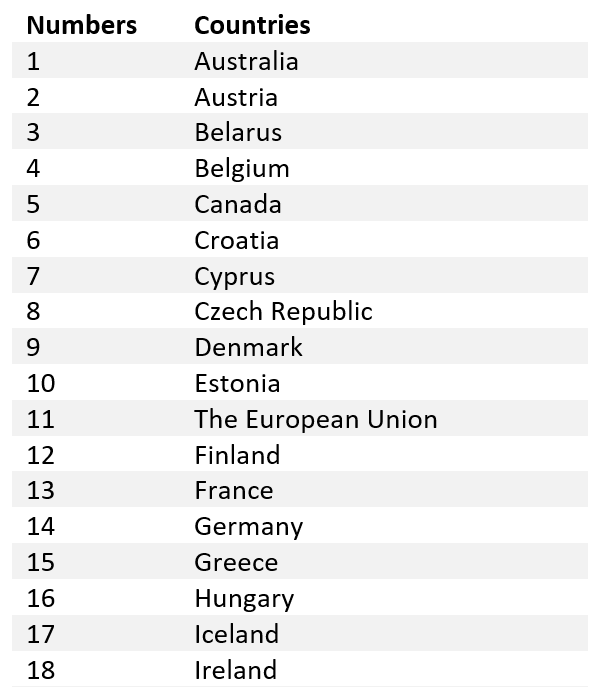 Numbers Countries
1 Australia
2 Austria
3 Belarus
4 Belgium
5 Canada
6 Croatia
7 Cyprus
8 Czech Republic
9 Denmark
10 Estonia
11 The European Union
12 Finland
13 France
14 Germany
15 Greece
16 Hungary
17 Iceland
18 Ireland